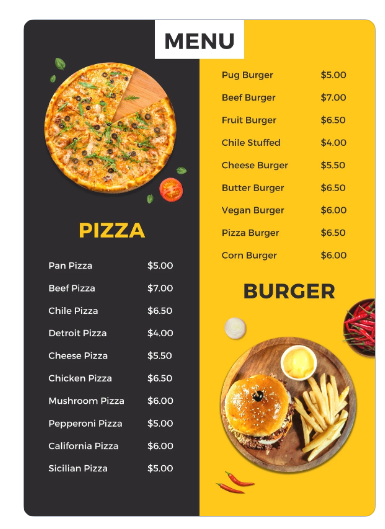 MENU
PIZZA
Pan Pizza $5.00
Beef Pizza $7.00
Chile Pizza $6.50
Detroit Pizza $4.00
Cheese Pizza $5.50
Chicken Pizza $6.50
Mushroom Pizza $6.00
Pepperoni Pizza $5.00
California Pizza $6.00
Sicilian Pizza $5.00
Pug Burger $5.00
Beef Burger $7.00
Fruit Burger $6.50
Chile Stuffed $4.00
Cheese Burger $5.50
Butter Burger $6.50
Vegan Burger $6.00
Pizza Burger $6.50
Corn Burger $6.00
BURGER